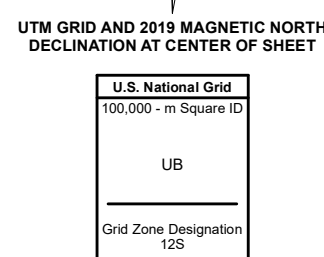 UTM GRID AND 2019 MAGNETIC NORTH
DECLINATION AT CENTER OF SHEET
U.S. National Grid
100,000 - m Square ID
UB
Grid Zone Designation
12S